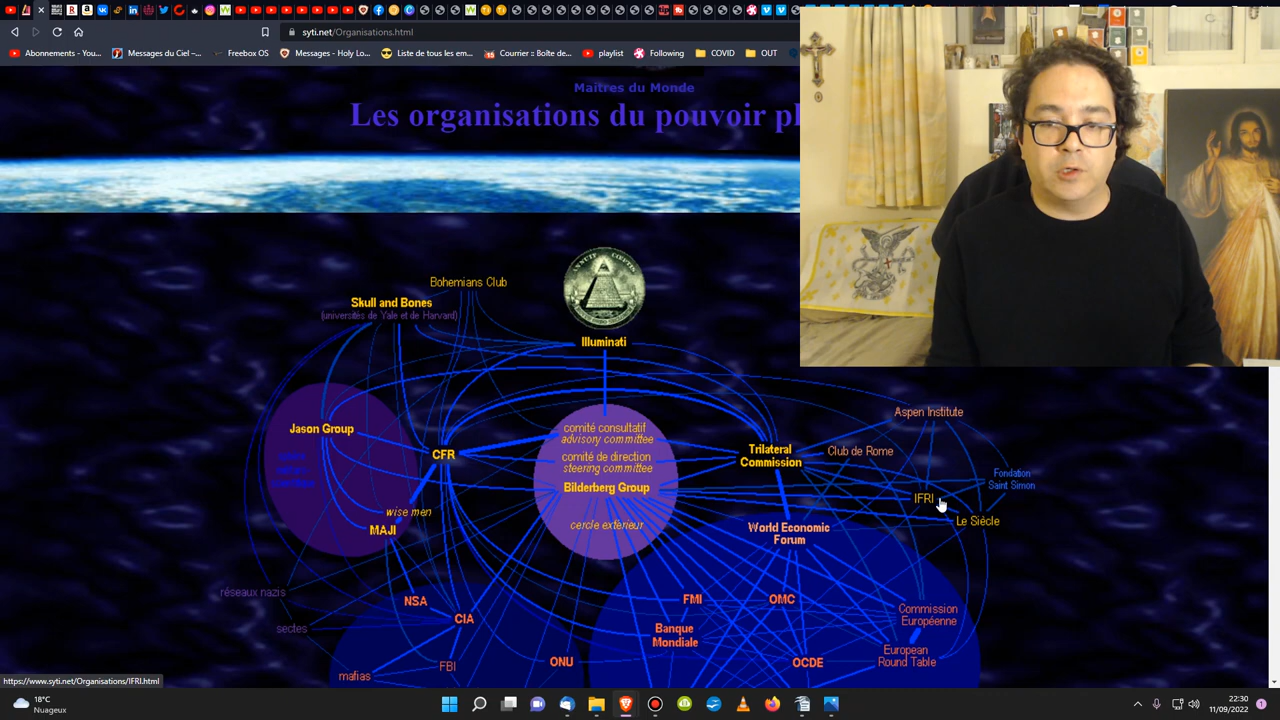 syti.net/Organisations.html
Abonnements - You...
Messages du Ciel –...
Freebox OS
Messages - Holy Lo...
Liste de tous les em...
Courrier :: Boîte de...
playlist
Following
COVID
OUT
Maitres du Monde
Les organisations du pouvoir pl
Bohemians Club
Skull and Bones
(universités de Yale et de Harvard)
Illuminati
Aspen Institute
comité consultatif
advisory committee
Jason Group
CFR
comité de direction
steering committee
Trilateral
Commission
Club de Rome
Fondation
Saint Simon
Bilderberg Group
IFRI
wise men
Le Siècle
MAJI
cercle extérieur
World Economic
Forum
réseaux nazis
NSA
FMI
OMC
Commission
Européenne
CIA
sectes
Banque
Mondiale
European
Round Table
FBI
ONU
OCDE
mafias
https://www.syti.net/Organisations/IFRI.html
18°C
Nuageux
22:30
11/09/2022